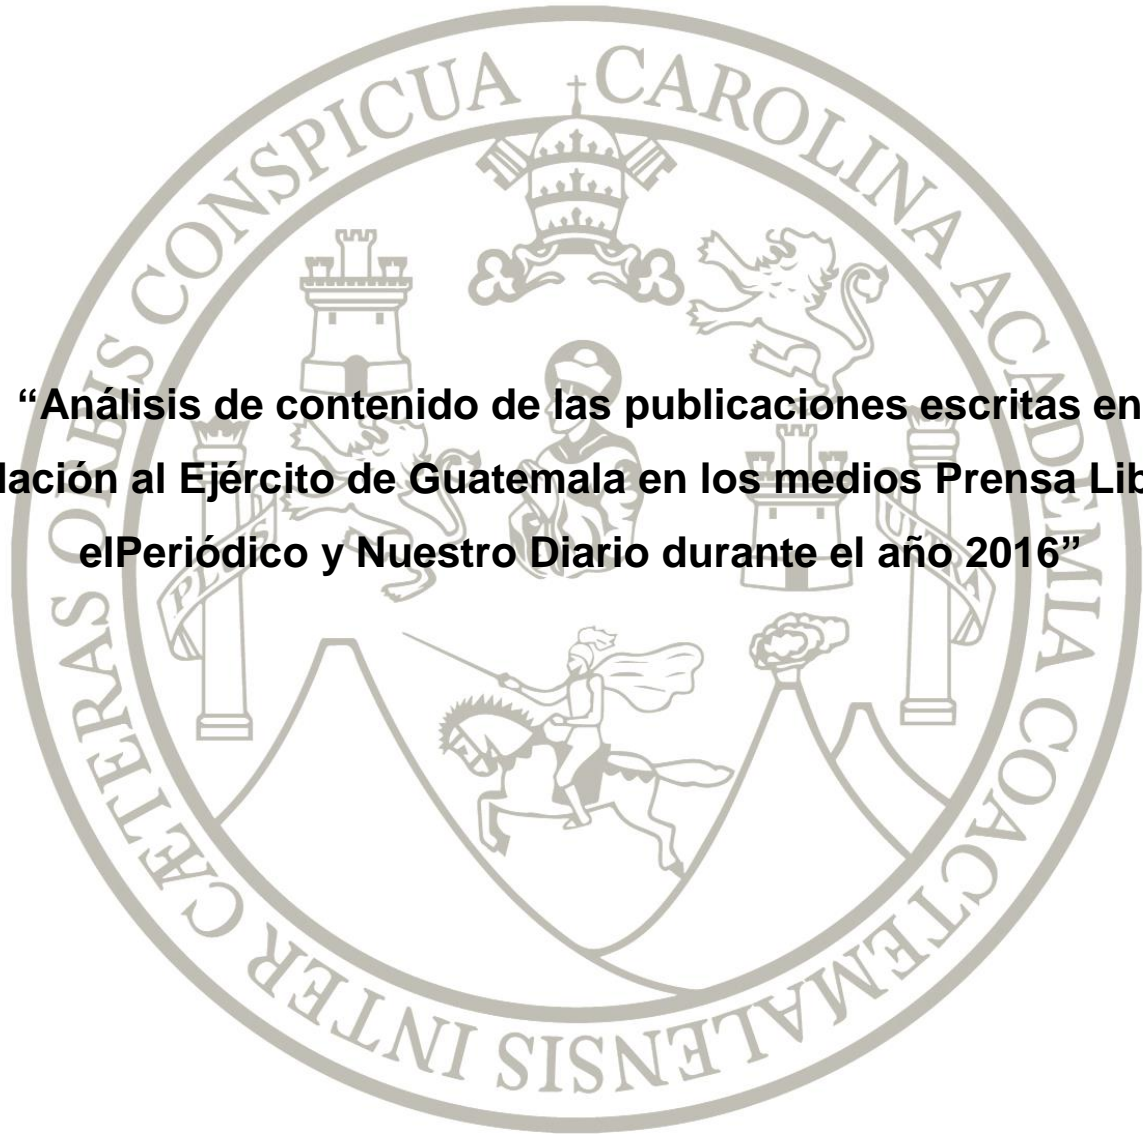 “Análisis de contenido de las publicaciones escritas en
lación al Ejército de Guatemala en los medios Prensa Lib
elPeriódico y Nuestro Diario durante el año 2016”
CAROLINA ACADEMIA COACTEMALENSIS INTER CÆTERAS ORBIS CONSPICUA
PLUS
ULTRA